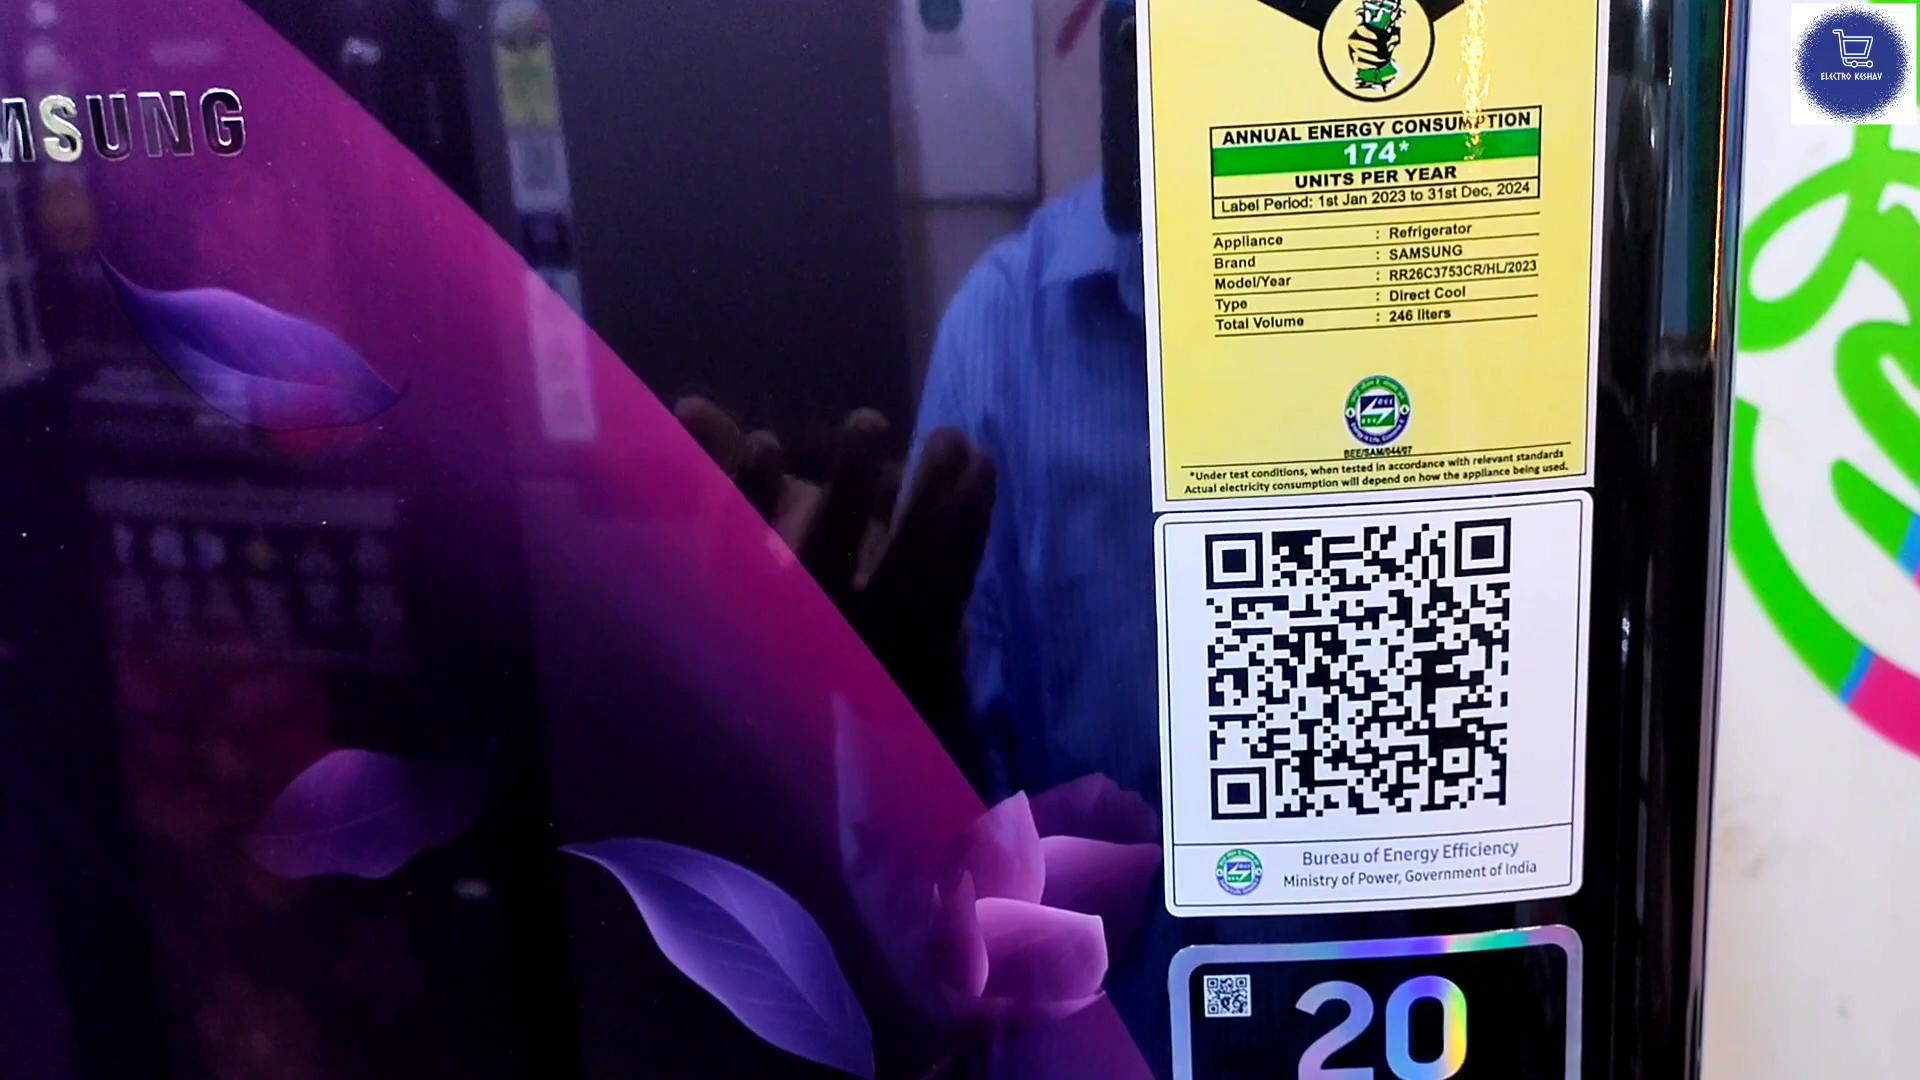 MSUNG
ELECTRO KESHAV
ANNUAL ENERGY CONSUMPTION
174*
UNITS PER YEAR
Label Period: 1st Jan 2023 to 31st Dec, 2024
Appliance : Refrigerator
Brand : SAMSUNG
Model/Year : RR26C3753CR/HL/2023
Type : Direct Cool
Total Volume : 246 liters
BEE/SAM/044/07
*Under test conditions, when tested in accordance with relevant standards
Actual electricity consumption will depend on how the appliance being used.
Bureau of Energy Efficiency
Ministry of Power, Government of India
20